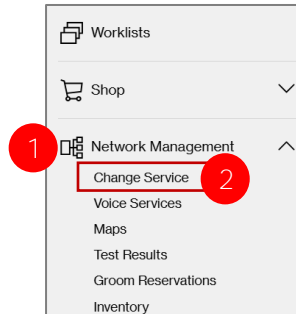 Worklists
Shop
1 Network Management
Change Service 2
Voice Services
Maps
Test Results
Groom Reservations
Inventory